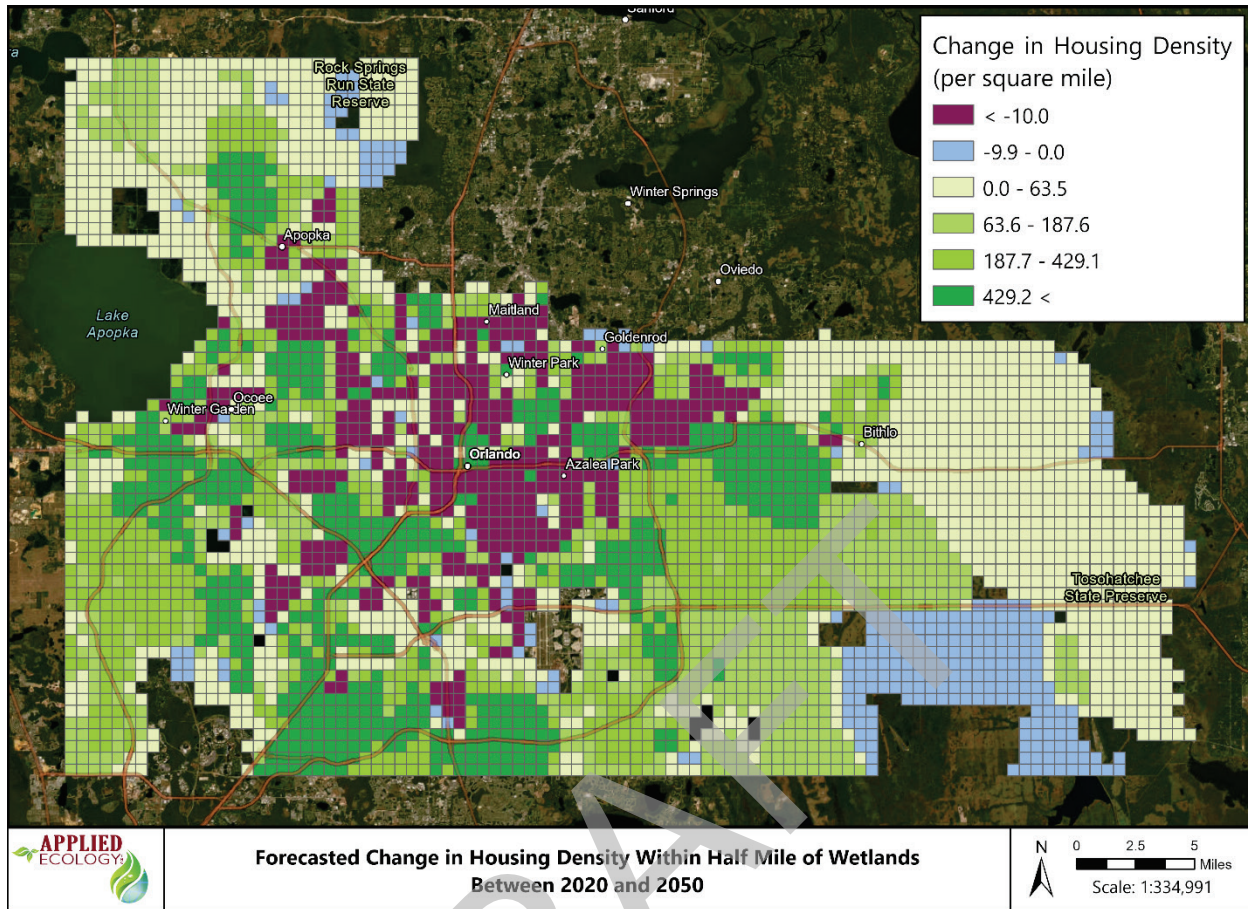 Sanford
Rock Springs
Run State
Reserve
Winter Springs
Apopka
Oviedo
Lake
Apopka
Maitland
Goldenrod
Winter Park
Ocoee
Winter Garden
Bithlo
Orlando
Azalea Park
Tosohatchee
State Preserve
Change in Housing Density
(per square mile)
< -10.0
-9.9 - 0.0
0.0 - 63.5
63.6 - 187.6
187.7 - 429.1
429.2 <
DRAFT
APPLIED
ECOLOGY
Forecasted Change in Housing Density Within Half Mile of Wetlands
Between 2020 and 2050
N
0 2.5 5
Miles
Scale: 1:334,991